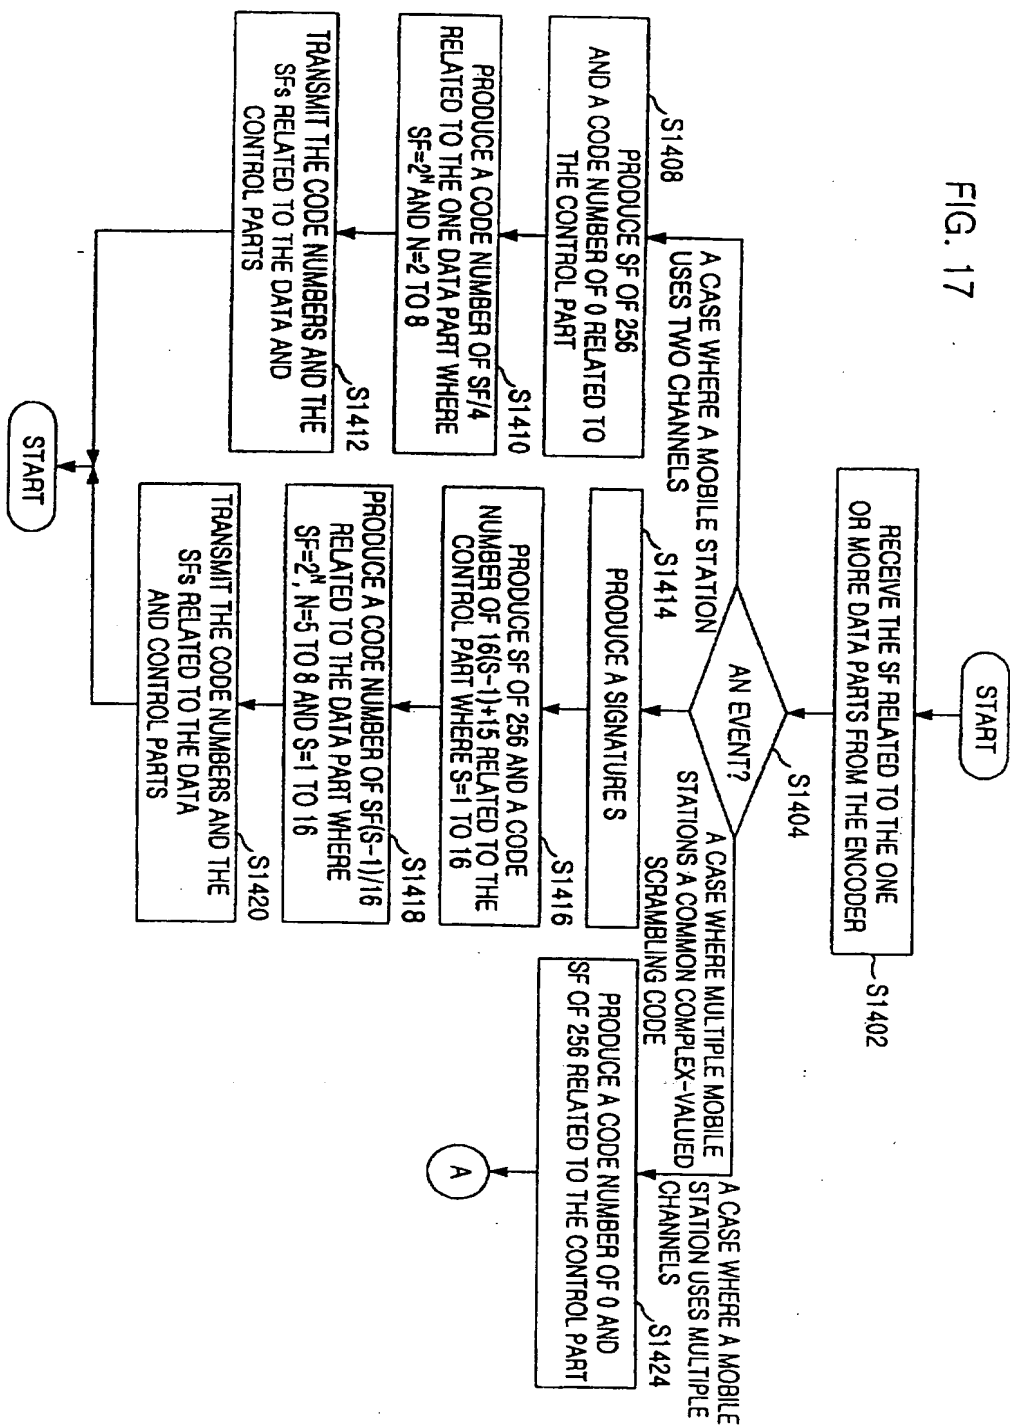 FIG. 17
START
RECEIVE THE SF RELATED TO THE ONE
OR MORE DATA PARTS FROM THE ENCODER
S1402
AN EVENT?
S1404
A CASE WHERE A MOBILE STATION
USES TWO CHANNELS
S1408
PRODUCE SF OF 256
AND A CODE NUMBER OF 0 RELATED TO
THE CONTROL PART
PRODUCE A CODE NUMBER OF SF/4
RELATED TO THE ONE DATA PART WHERE
SF=2^N AND N=2 TO 8
S1410
TRANSMIT THE CODE NUMBERS AND THE
SFs RELATED TO THE DATA AND
CONTROL PARTS
S1412
A CASE WHERE MULTIPLE MOBILE
STATIONS A COMMON COMPLEX-VALUED
SCRAMBLING CODE
S1414
PRODUCE A SIGNATURE S
PRODUCE SF OF 256 AND A CODE
NUMBER OF 16(S-1)+15 RELATED TO THE
CONTROL PART WHERE S=1 TO 16
S1416
PRODUCE A CODE NUMBER OF SF(S-1)/16
RELATED TO THE DATA PART WHERE
SF=2^N, N=5 TO 8 AND S=1 TO 16
S1418
TRANSMIT THE CODE NUMBERS AND THE
SFs RELATED TO THE DATA
AND CONTROL PARTS
S1420
A CASE WHERE A MOBILE
STATION USES MULTIPLE
CHANNELS
S1424
PRODUCE A CODE NUMBER OF 0 AND
SF OF 256 RELATED TO THE CONTROL PART
A
START